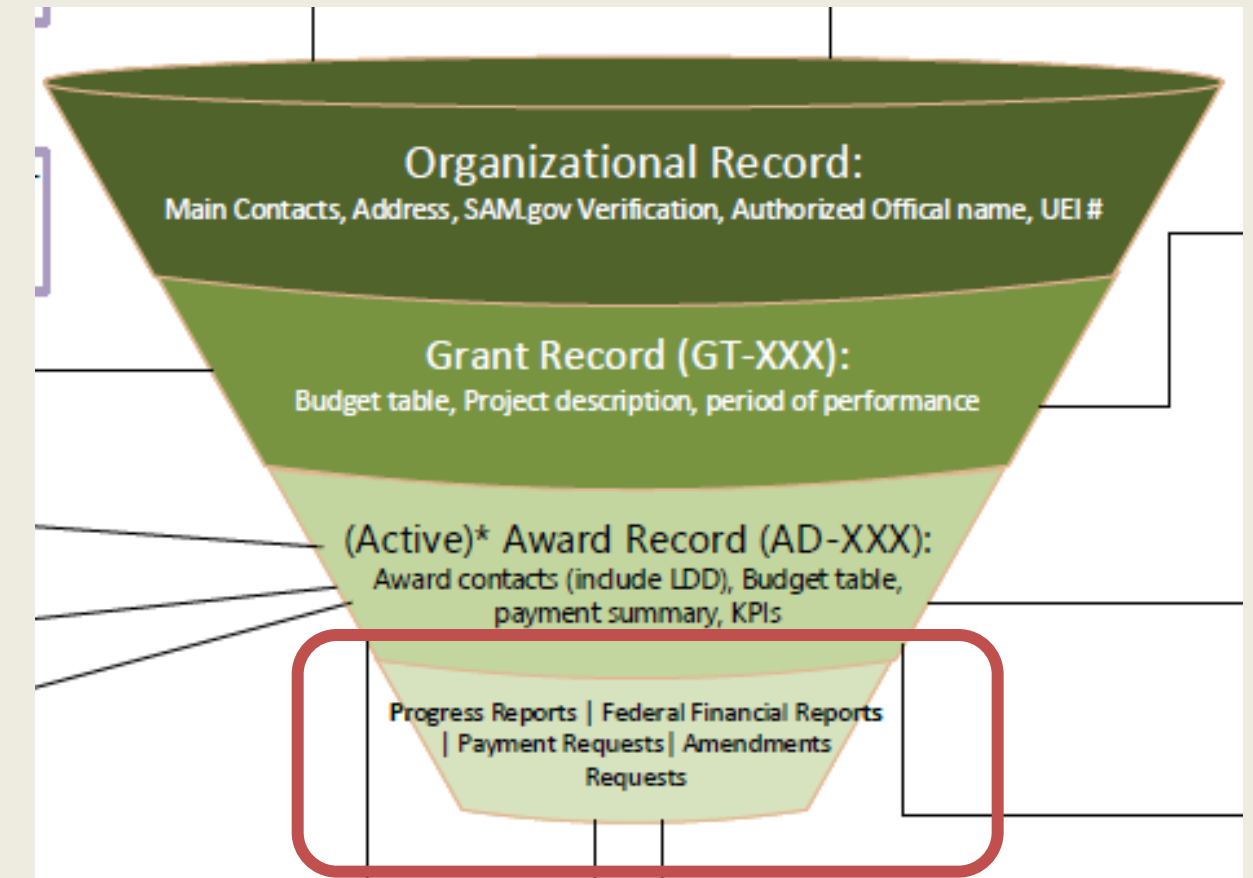 Organizational Record:
Main Contacts, Address, SAM.gov Verification, Authorized Offical name, UEI #
Grant Record (GT-XXX):
Budget table, Project description, period of performance
(Active)* Award Record (AD-XXX):
Award contacts (include LDD), Budget table,
payment summary, KPIs
Progress Reports | Federal Financial Reports
| Payment Requests| Amendments
Requests